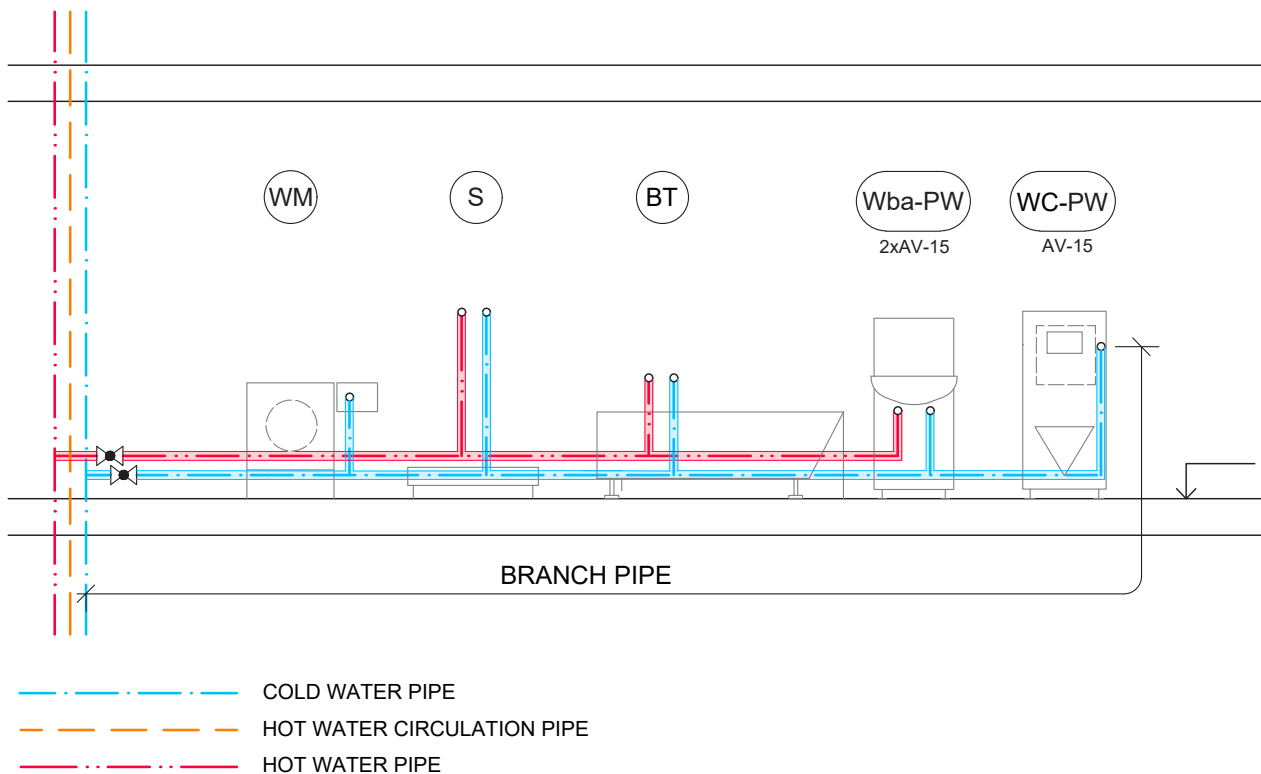 WM
S
BT
Wba-PW
2xAV-15
WC-PW
AV-15
BRANCH PIPE
COLD WATER PIPE
HOT WATER CIRCULATION PIPE
HOT WATER PIPE